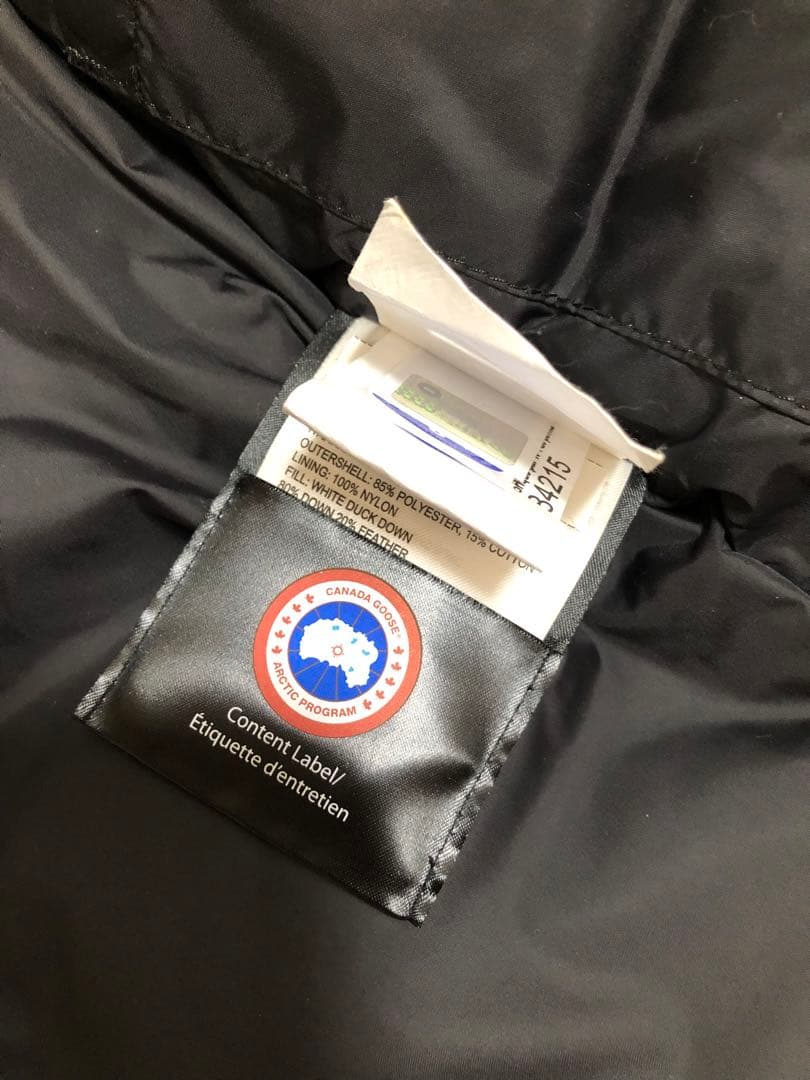 OUTERSHELL: 85% POLYESTER, 15% COTTON
LINING: 100% NYLON
FILL: WHITE DUCK DOWN
80% DOWN 20% FEATHER
34215
CANADA GOOSE
ARCTIC PROGRAM
Content Label/
Étiquette d'entretien